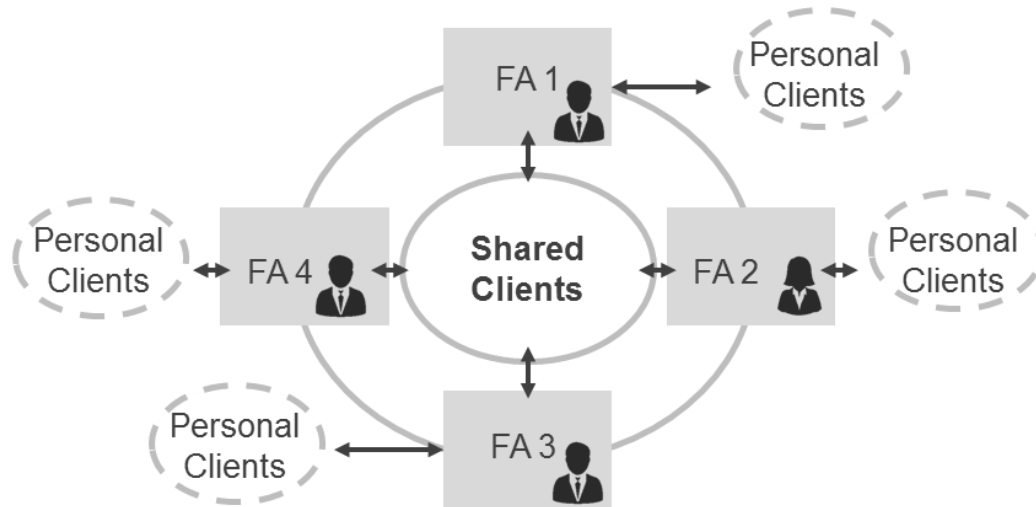 FA 1
Personal
Clients
Personal
Clients
FA 4
Shared
Clients
FA 2
Personal
Clients
Personal
Clients
FA 3